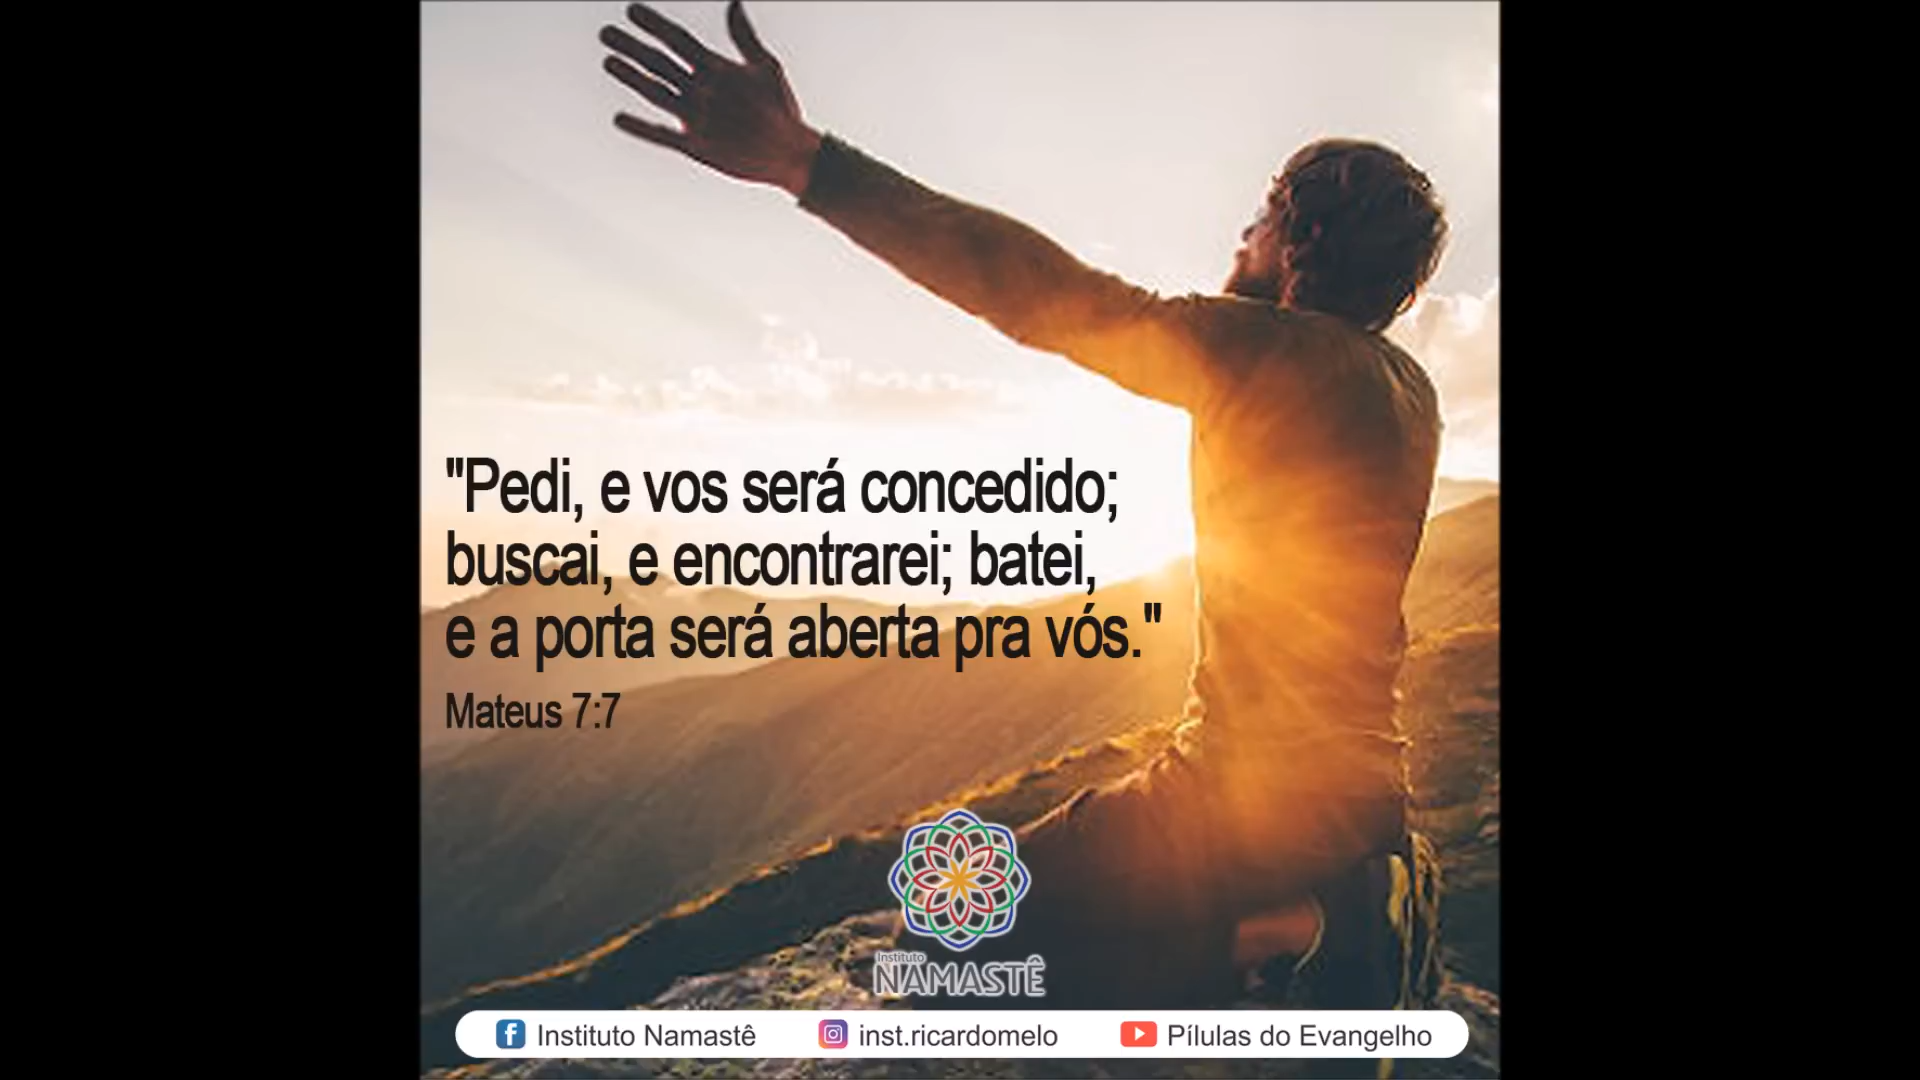 "Pedi, e vos será concedido;
buscai, e encontrarei; batei,
e a porta será aberta pra vós."
Mateus 7:7
Instituto
NAMASTÊ
Instituto Namastê
inst.ricardomelo
Pílulas do Evangelho